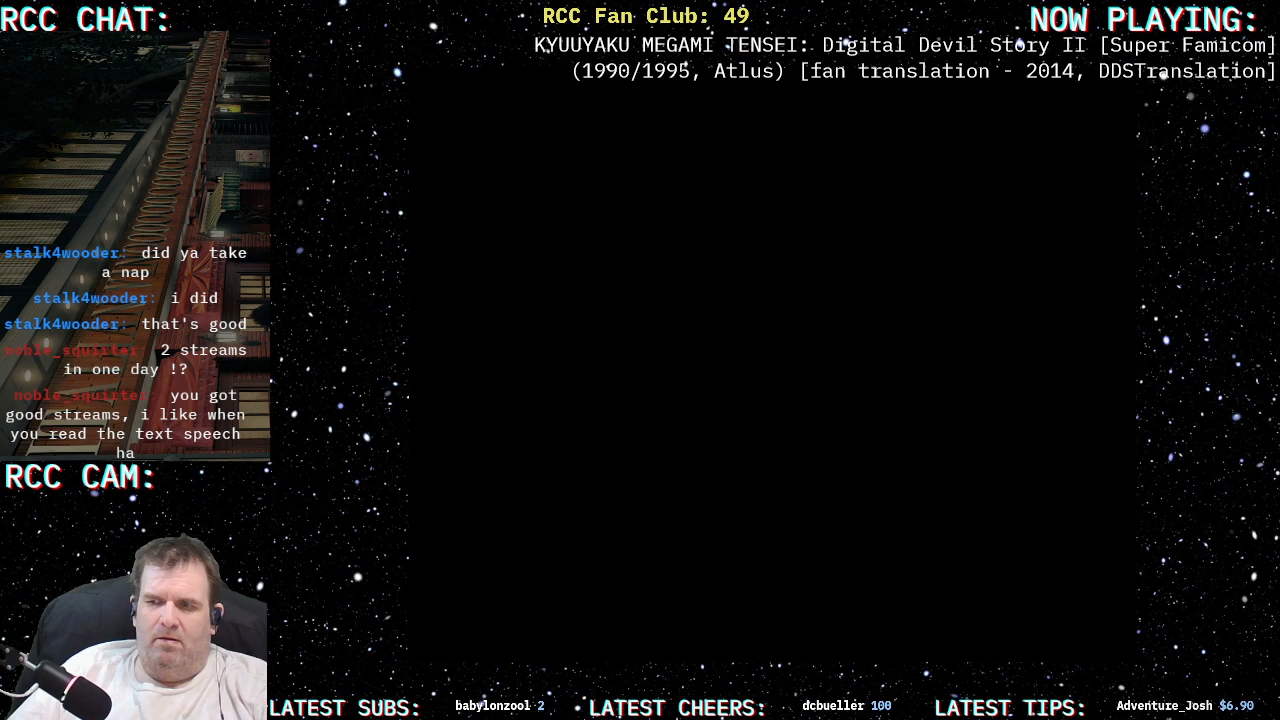 RCC CHAT:
RCC Fan Club: 49
NOW PLAYING:
KYUUYAKU MEGAMI TENSEI: Digital Devil Story II [Super Famicom]
(1990/1995, Atlus) [fan translation - 2014, DDSTranslation]
stalk4wooder: did ya take
a nap
stalk4wooder: i did
stalk4wooder: that's good
noble_squirter: 2 streams
in one day !?
noble_squirter: you got
good streams, i like when
you read the text speech
ha
RCC CAM:
LATEST SUBS: babylonzool 2 LATEST CHEERS: dcbueller 100 LATEST TIPS: Adventure_Josh $6.90